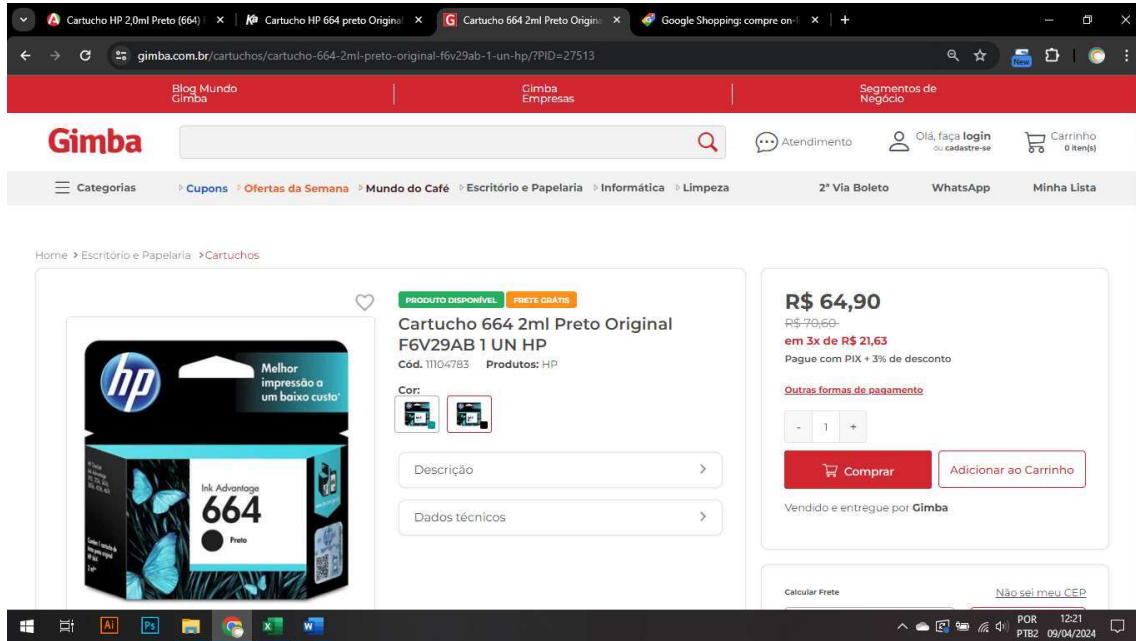 Cartucho HP 2,0ml Preto (664)
Cartucho HP 664 preto Original
Cartucho 664 2ml Preto Origin
Google Shopping: compre on-l
gimba.com.br/cartuchos/cartucho-664-2ml-preto-original-f6v29ab-1-un-hp/?PID=27513
New
Blog Mundo
Gimba
Gimba
Empresas
Segmentos de
Negócio
Gimba
Atendimento
Olá, faça login
ou cadastre-se
Carrinho
0 iten(s)
Categorias
Cupons
Ofertas da Semana
Mundo do Café
Escritório e Papelaria
Informática
Limpeza
2ª Via Boleto
WhatsApp
Minha Lista
Home > Escritório e Papelaria > Cartuchos
PRODUTO DISPONÍVEL
FRETE GRÁTIS
Cartucho 664 2ml Preto Original
F6V29AB 1 UN HP
Cód. 11104783 Produtos: HP
Cor:
Descrição
Dados técnicos
hp
Melhor
impressão a
um baixo custo
Ink Advantage
664
Preto
R$ 64,90
R$ 70,60
em 3x de R$ 21,63
Pague com PIX + 3% de desconto
Outras formas de pagamento
- 1 +
Comprar
Adicionar ao Carrinho
Vendido e entregue por Gimba
Calcular Frete
Não sei meu CEP
Ai
Ps
POR
PTB2
12:21
09/04/2024